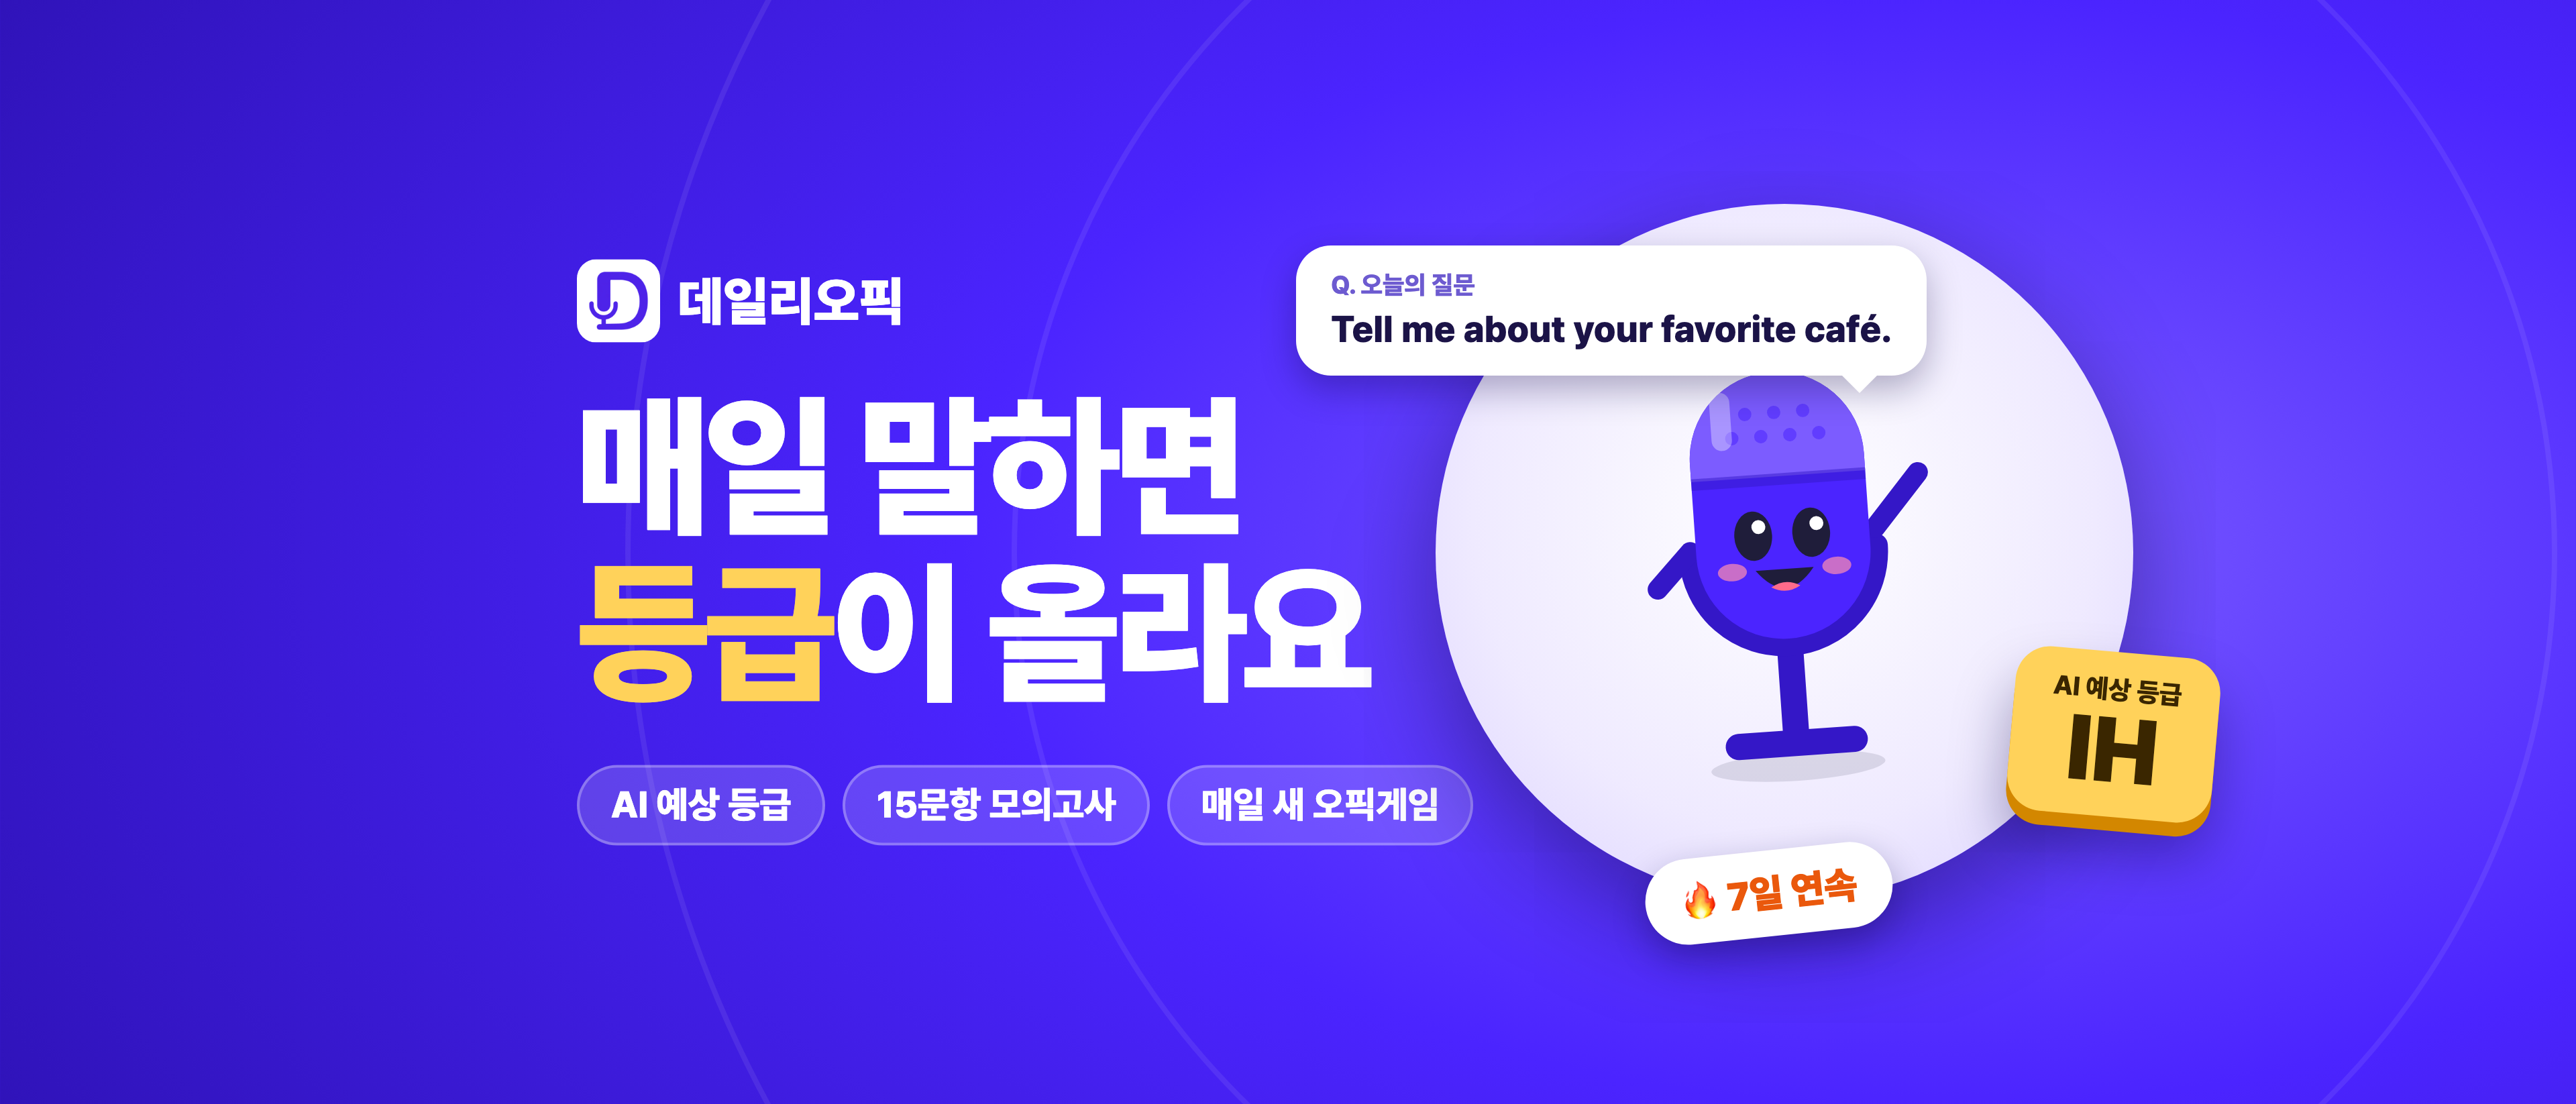 데일리오픽
매일 말하면
등급이 올라요
AI 예상 등급
15문항 모의고사
매일 새 오픽게임
Q. 오늘의 질문
Tell me about your favorite café.
AI 예상 등급
IH
🔥 7일 연속